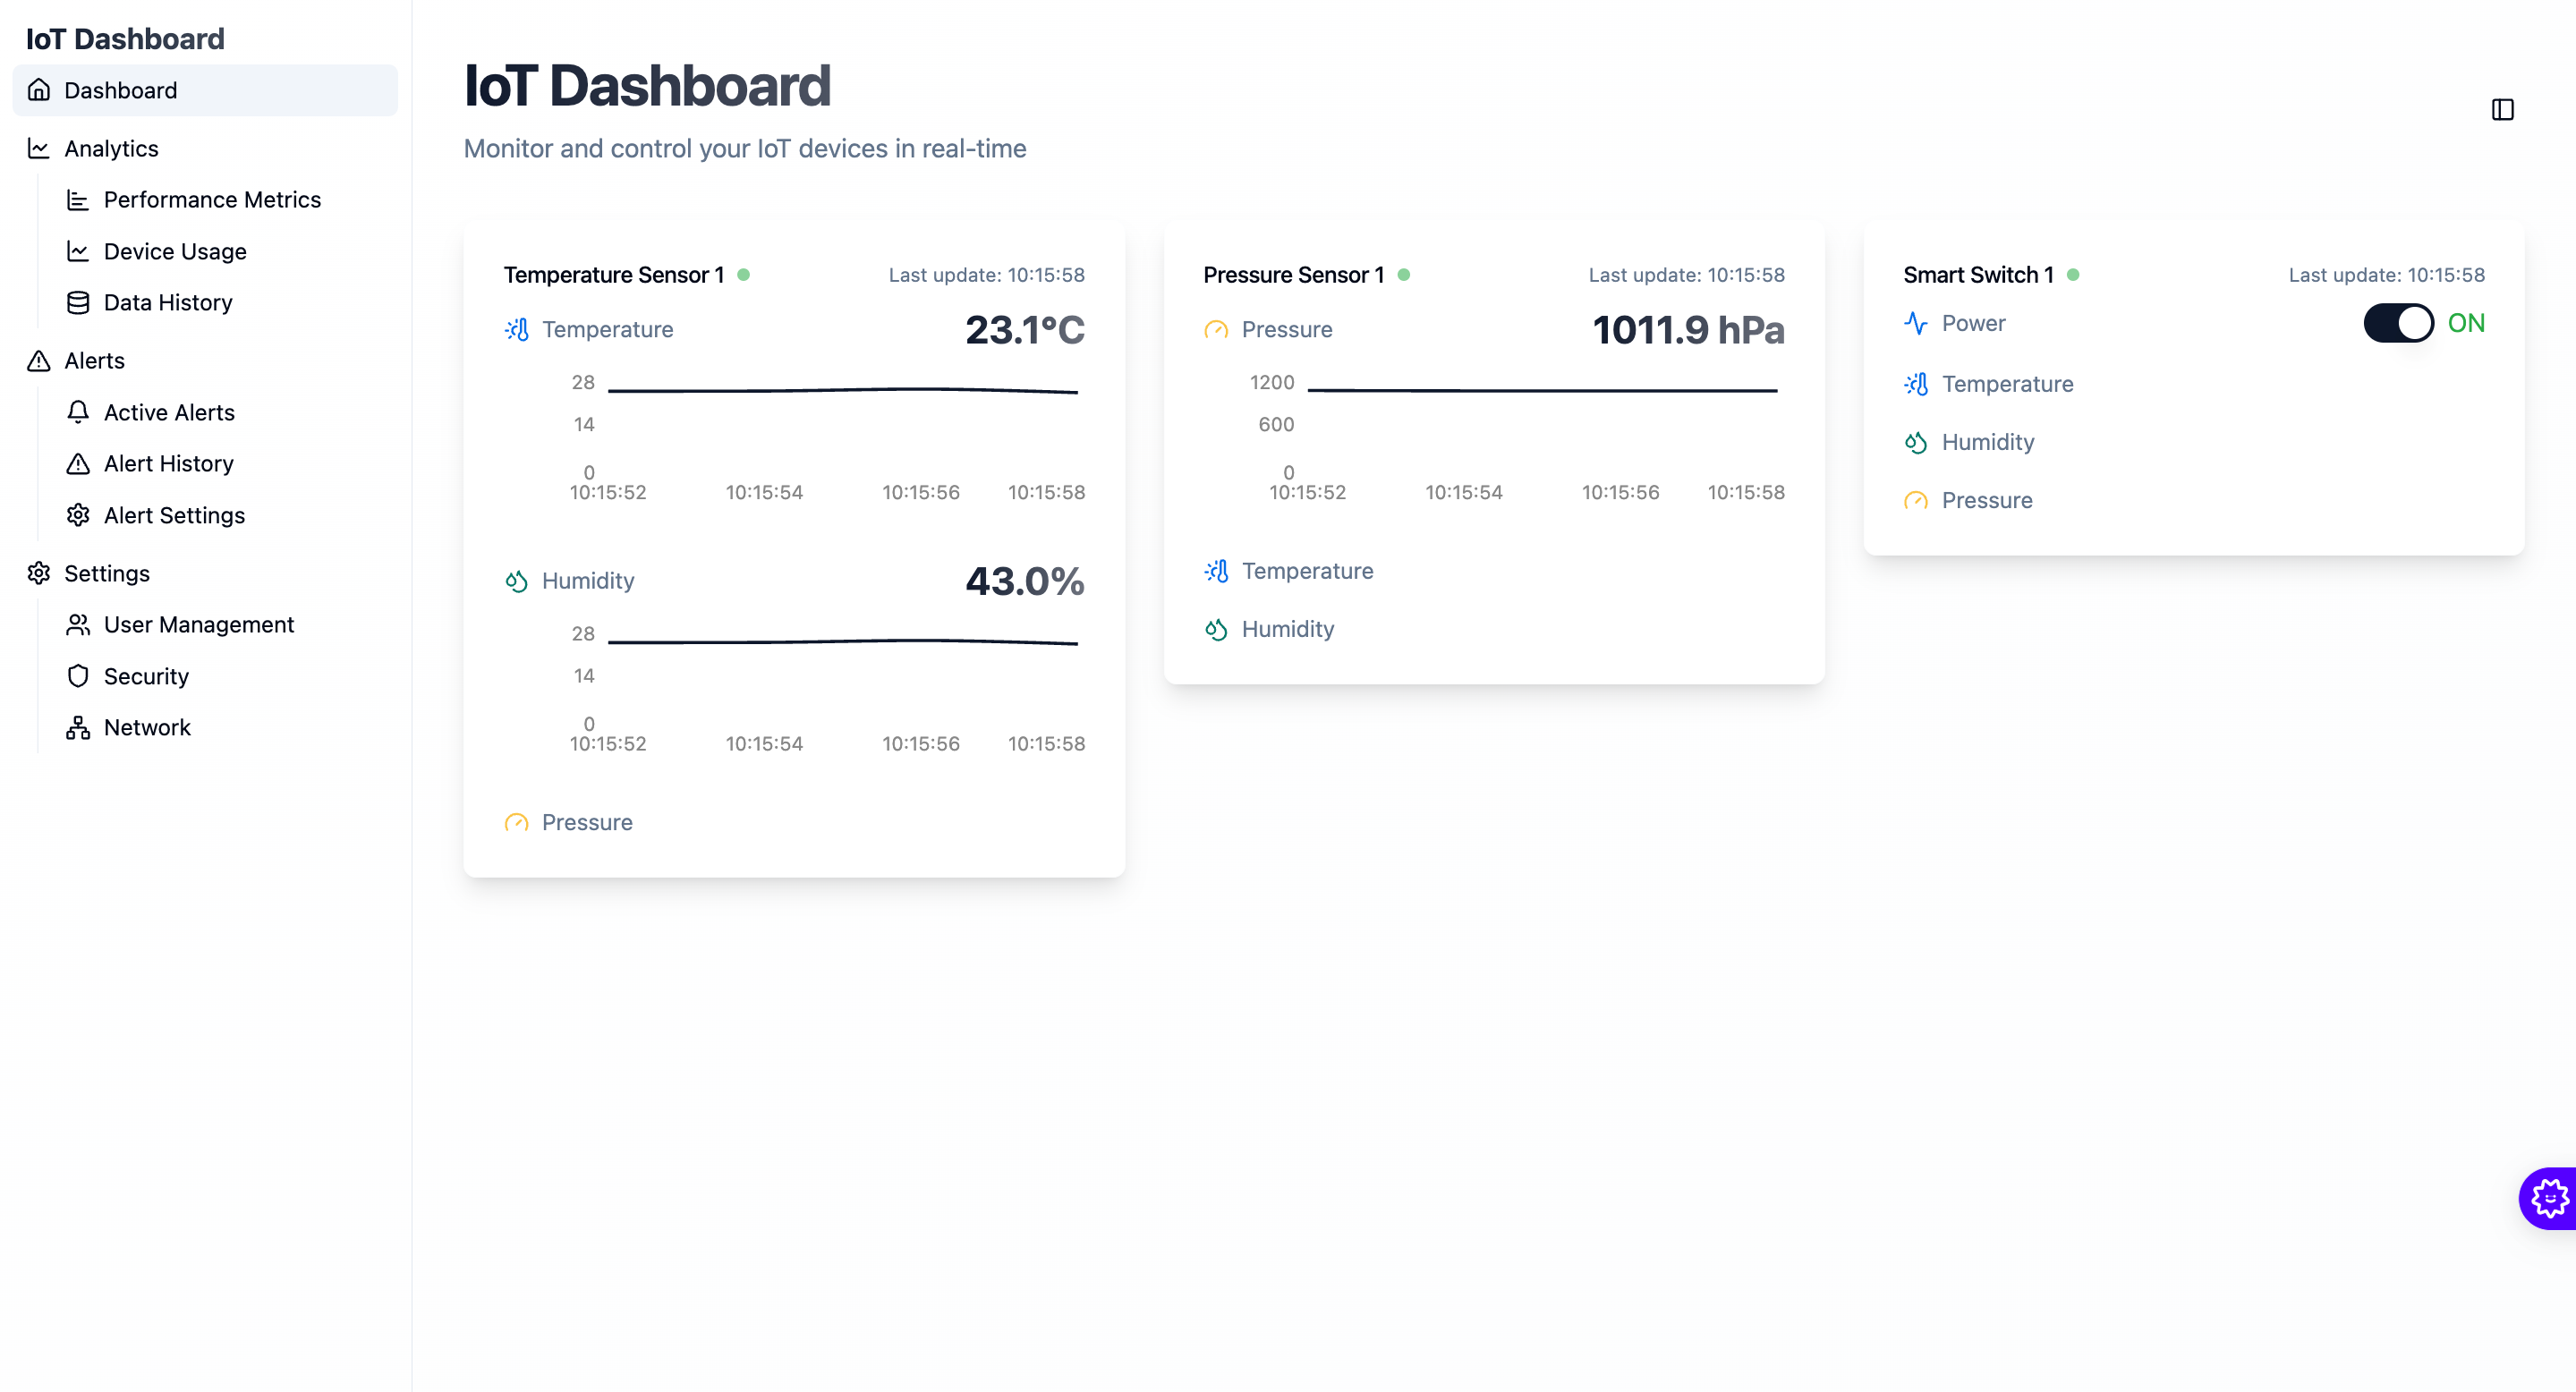 IoT Dashboard
Dashboard
Analytics
Performance Metrics
Device Usage
Data History
Alerts
Active Alerts
Alert History
Alert Settings
Settings
User Management
Security
Network
IoT Dashboard
Monitor and control your IoT devices in real-time
Temperature Sensor 1 Last update: 10:15:58
Temperature 23.1°C
28
14
0
10:15:52 10:15:54 10:15:56 10:15:58
Humidity 43.0%
28
14
0
10:15:52 10:15:54 10:15:56 10:15:58
Pressure
Pressure Sensor 1 Last update: 10:15:58
Pressure 1011.9 hPa
1200
600
0
10:15:52 10:15:54 10:15:56 10:15:58
Temperature
Humidity
Smart Switch 1 Last update: 10:15:58
Power ON
Temperature
Humidity
Pressure